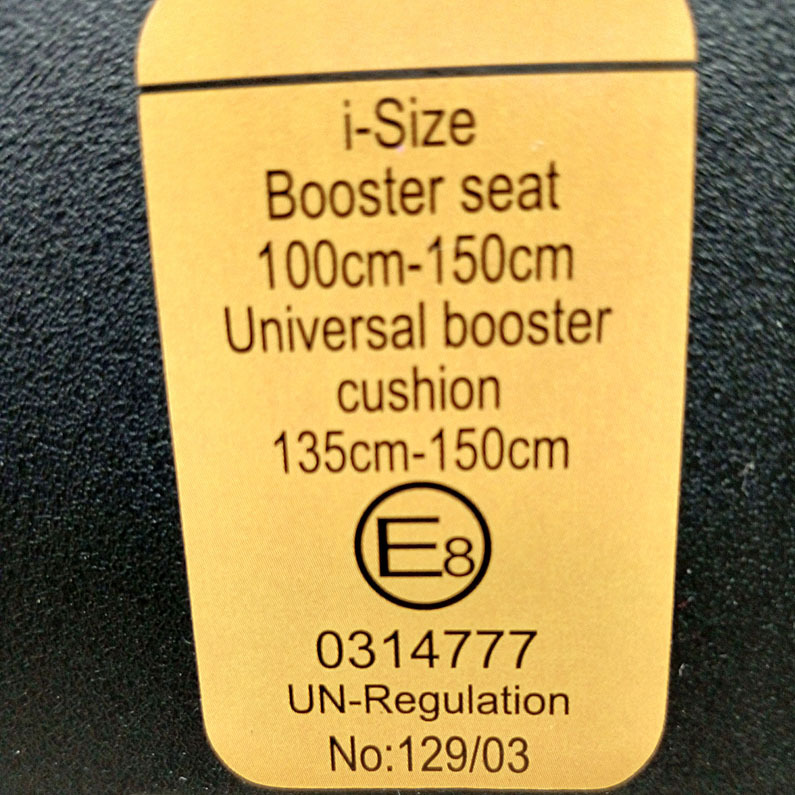 i-Size
Booster seat
100cm-150cm
Universal booster
cushion
135cm-150cm
E8
0314777
UN-Regulation
No:129/03